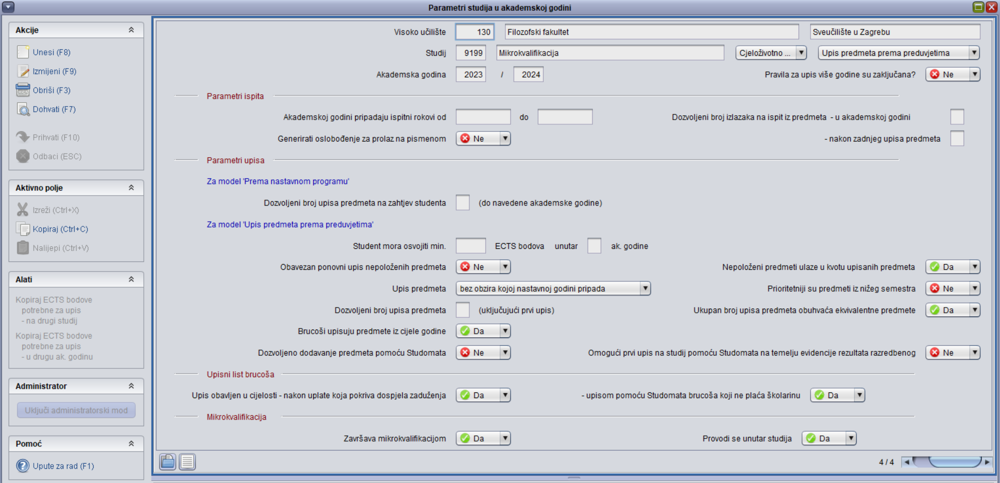 Parametri studija u akademskoj godini
Akcije
Unesi (F8)
Izmijeni (F9)
Obriši (F3)
Dohvati (F7)
Prihvati (F10)
Odbaci (ESC)
Aktivno polje
Izreži (Ctrl+X)
Kopiraj (Ctrl+C)
Nalijepi (Ctrl+V)
Alati
Kopiraj ECTS bodove
potrebne za upis
- na drugi studij
Kopiraj ECTS bodove
potrebne za upis
- u drugu ak. godinu
Administrator
Uključi administratorski mod
Pomoć
Upute za rad (F1)
Visoko učilište 130 Filozofski fakultet Sveučilište u Zagrebu
Studij 9199 Mikrokvalifikacija Cjeloživotno ... Upis predmeta prema preduvjetima
Akademska godina 2023 / 2024 Pravila za upis više godine su zaključana? Ne
Parametri ispita
Akademskoj godini pripadaju ispitni rokovi od do Dozvoljeni broj izlazaka na ispit iz predmeta - u akademskoj godini
Generirati oslobođenje za prolaz na pismenom Ne - nakon zadnjeg upisa predmeta
Parametri upisa
Za model 'Prema nastavnom programu'
Dozvoljeni broj upisa predmeta na zahtjev studenta (do navedene akademske godine)
Za model 'Upis predmeta prema preduvjetima'
Student mora osvojiti min. ECTS bodova unutar ak. godine
Obavezan ponovni upis nepoloženih predmeta Ne Nepoloženi predmeti ulaze u kvotu upisanih predmeta Da
Upis predmeta bez obzira kojoj nastavnoj godini pripada Prioritetniji su predmeti iz nižeg semestra Ne
Dozvoljeni broj upisa predmeta (uključujući prvi upis) Ukupan broj upisa predmeta obuhvaća ekvivalentne predmete Da
Brucoši upisuju predmete iz cijele godine Da
Dozvoljeno dodavanje predmeta pomoću Studomata Ne Omogući prvi upis na studij pomoću Studomata na temelju evidencije rezultata razredbenog Ne
Upisni list brucoša
Upis obavljen u cijelosti - nakon uplate koja pokriva dospjela zaduženja Da - upisom pomoću Studomata brucoša koji ne plaća školarinu Da
Mikrokvalifikacija
Završava mikrokvalifikacijom Da Provodi se unutar studija Da
4 / 4